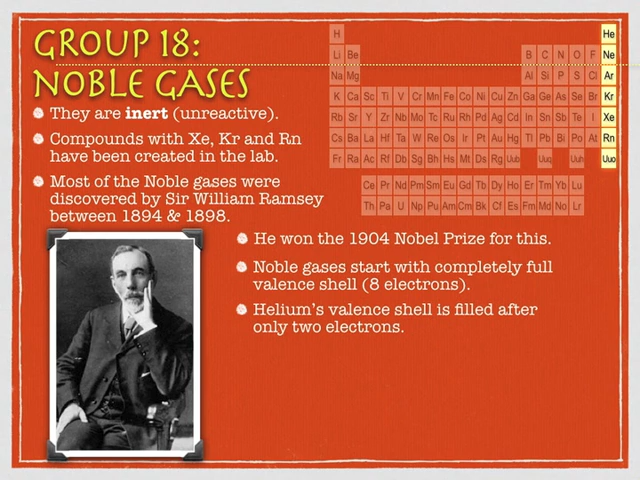 Group 18:
Noble Gases
They are inert (unreactive).
Compounds with Xe, Kr and Rn
have been created in the lab.
Most of the Noble gases were
discovered by Sir William Ramsey
between 1894 & 1898.
He won the 1904 Nobel Prize for this.
Noble gases start with completely full
valence shell (8 electrons).
Helium's valence shell is filled after
only two electrons.
H He
Li Be B C N O F Ne
Na Mg Al Si P S Cl Ar
K Ca Sc Ti V Cr Mn Fe Co Ni Cu Zn Ga Ge As Se Br Kr
Rb Sr Y Zr Nb Mo Tc Ru Rh Pd Ag Cd In Sn Sb Te I Xe
Cs Ba La Hf Ta W Re Os Ir Pt Au Hg Tl Pb Bi Po At Rn
Fr Ra Ac Rf Db Sg Bh Hs Mt Ds Rg Uub Uuq Uuh Uuo
Ce Pr Nd Pm Sm Eu Gd Tb Dy Ho Er Tm Yb Lu
Th Pa U Np Pu Am Cm Bk Cf Es Fm Md No Lr